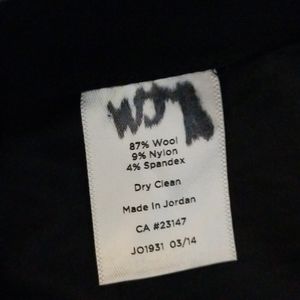 87% Wool
9% Nylon
4% Spandex
Dry Clean
Made In Jordan
CA #23147
JO1931 03/14